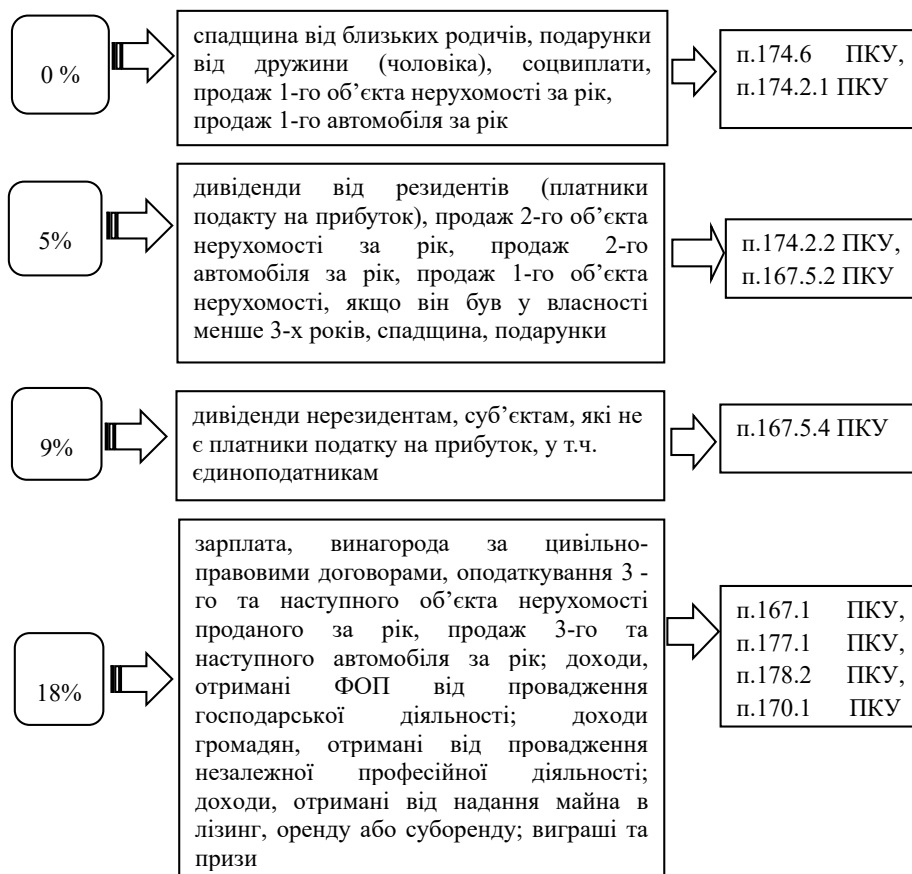 0 %
спадщина від близьких родичів, подарунки
від дружини (чоловіка), соцвиплати,
продаж 1-го об’єкта нерухомості за рік,
продаж 1-го автомобіля за рік
п.174.6 ПКУ,
п.174.2.1 ПКУ
5%
дивіденди від резидентів (платники
подакту на прибуток), продаж 2-го об’єкта
нерухомості за рік, продаж 2-го
автомобіля за рік, продаж 1-го об’єкта
нерухомості, якщо він був у власності
менше 3-х років, спадщина, подарунки
п.174.2.2 ПКУ,
п.167.5.2 ПКУ
9%
дивіденди нерезидентам, суб’єктам, які не
є платники податку на прибуток, у т.ч.
єдиноподатникам
п.167.5.4 ПКУ
18%
зарплата, винагорода за цивільно-
правовими договорами, оподаткування 3 -
го та наступного об’єкта нерухомості
проданого за рік, продаж 3-го та
наступного автомобіля за рік; доходи,
отримані ФОП від провадження
господарської діяльності; доходи
громадян, отримані від провадження
незалежної професійної діяльності;
доходи, отримані від надання майна в
лізинг, оренду або суборенду; виграші та
призи
п.167.1 ПКУ,
п.177.1 ПКУ,
п.178.2 ПКУ,
п.170.1 ПКУ